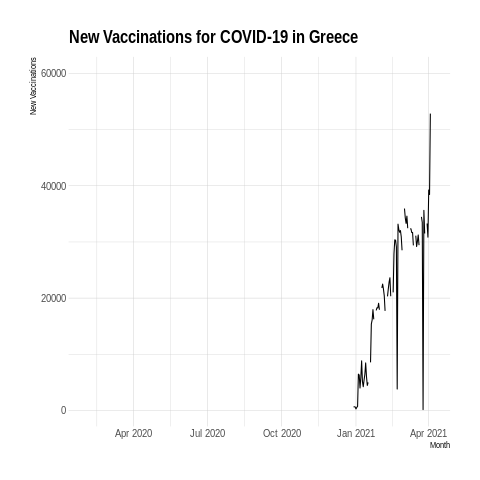 New Vaccinations for COVID-19 in Greece
New Vaccinations
60000
40000
20000
0
Apr 2020 Jul 2020 Oct 2020 Jan 2021 Apr 2021
Month